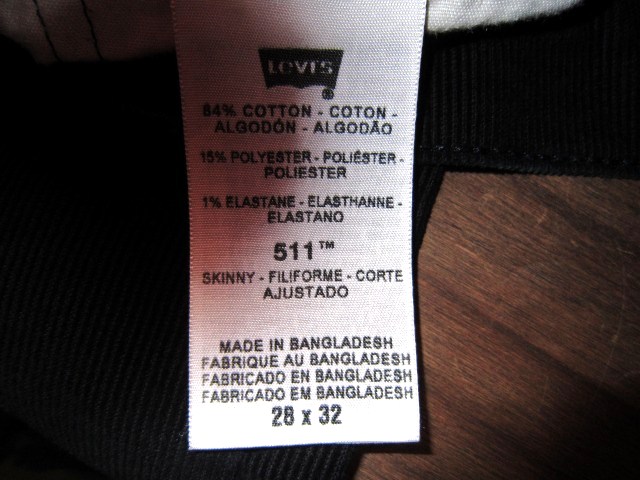 Levi's
®
84% COTTON - COTON -
ALGODÓN - ALGODÃO
15% POLYESTER - POLIÉSTER -
POLIESTER
1% ELASTANE - ÉLASTHANNE -
ELASTANO
511™
SKINNY - FILIFORME - CORTE
AJUSTADO
MADE IN BANGLADESH
FABRIQUE AU BANGLADESH
FABRICADO EN BANGLADESH
FABRICADO EM BANGLADESH
28 x 32